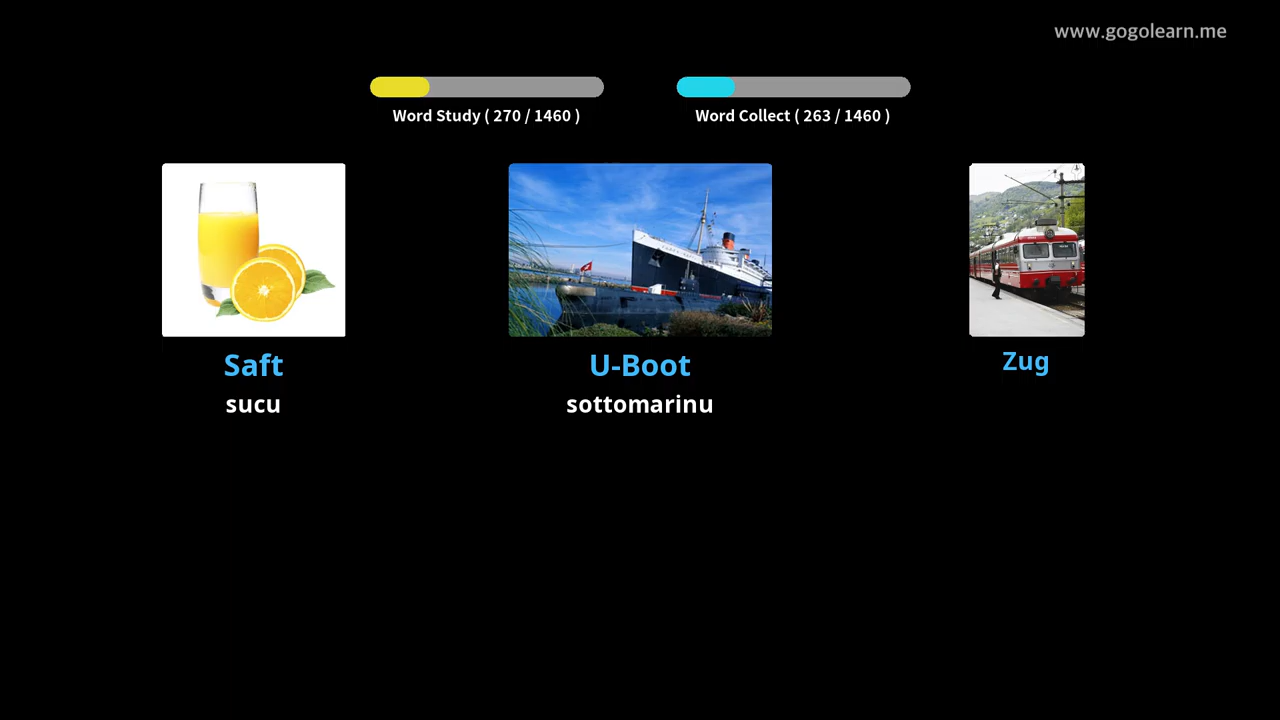 www.gogolearn.me
Word Study ( 270 / 1460 )
Word Collect ( 263 / 1460 )
Saft
U-Boot
Zug
sucu
sottomarinu